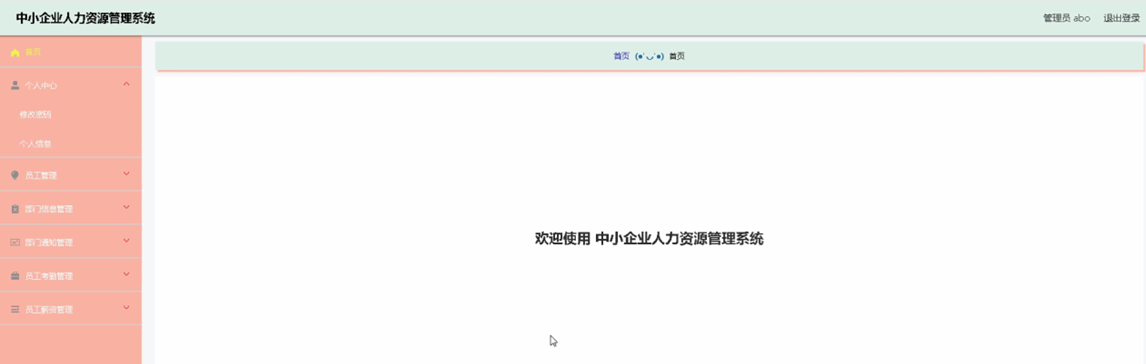 中小企业人力资源管理系统
管理员 abo 退出登录
首页
首页 (●'◡'●) 首页
个人中心
修改密码
个人信息
员工管理
部门信息管理
部门通知管理
员工考勤管理
员工薪资管理
欢迎使用 中小企业人力资源管理系统